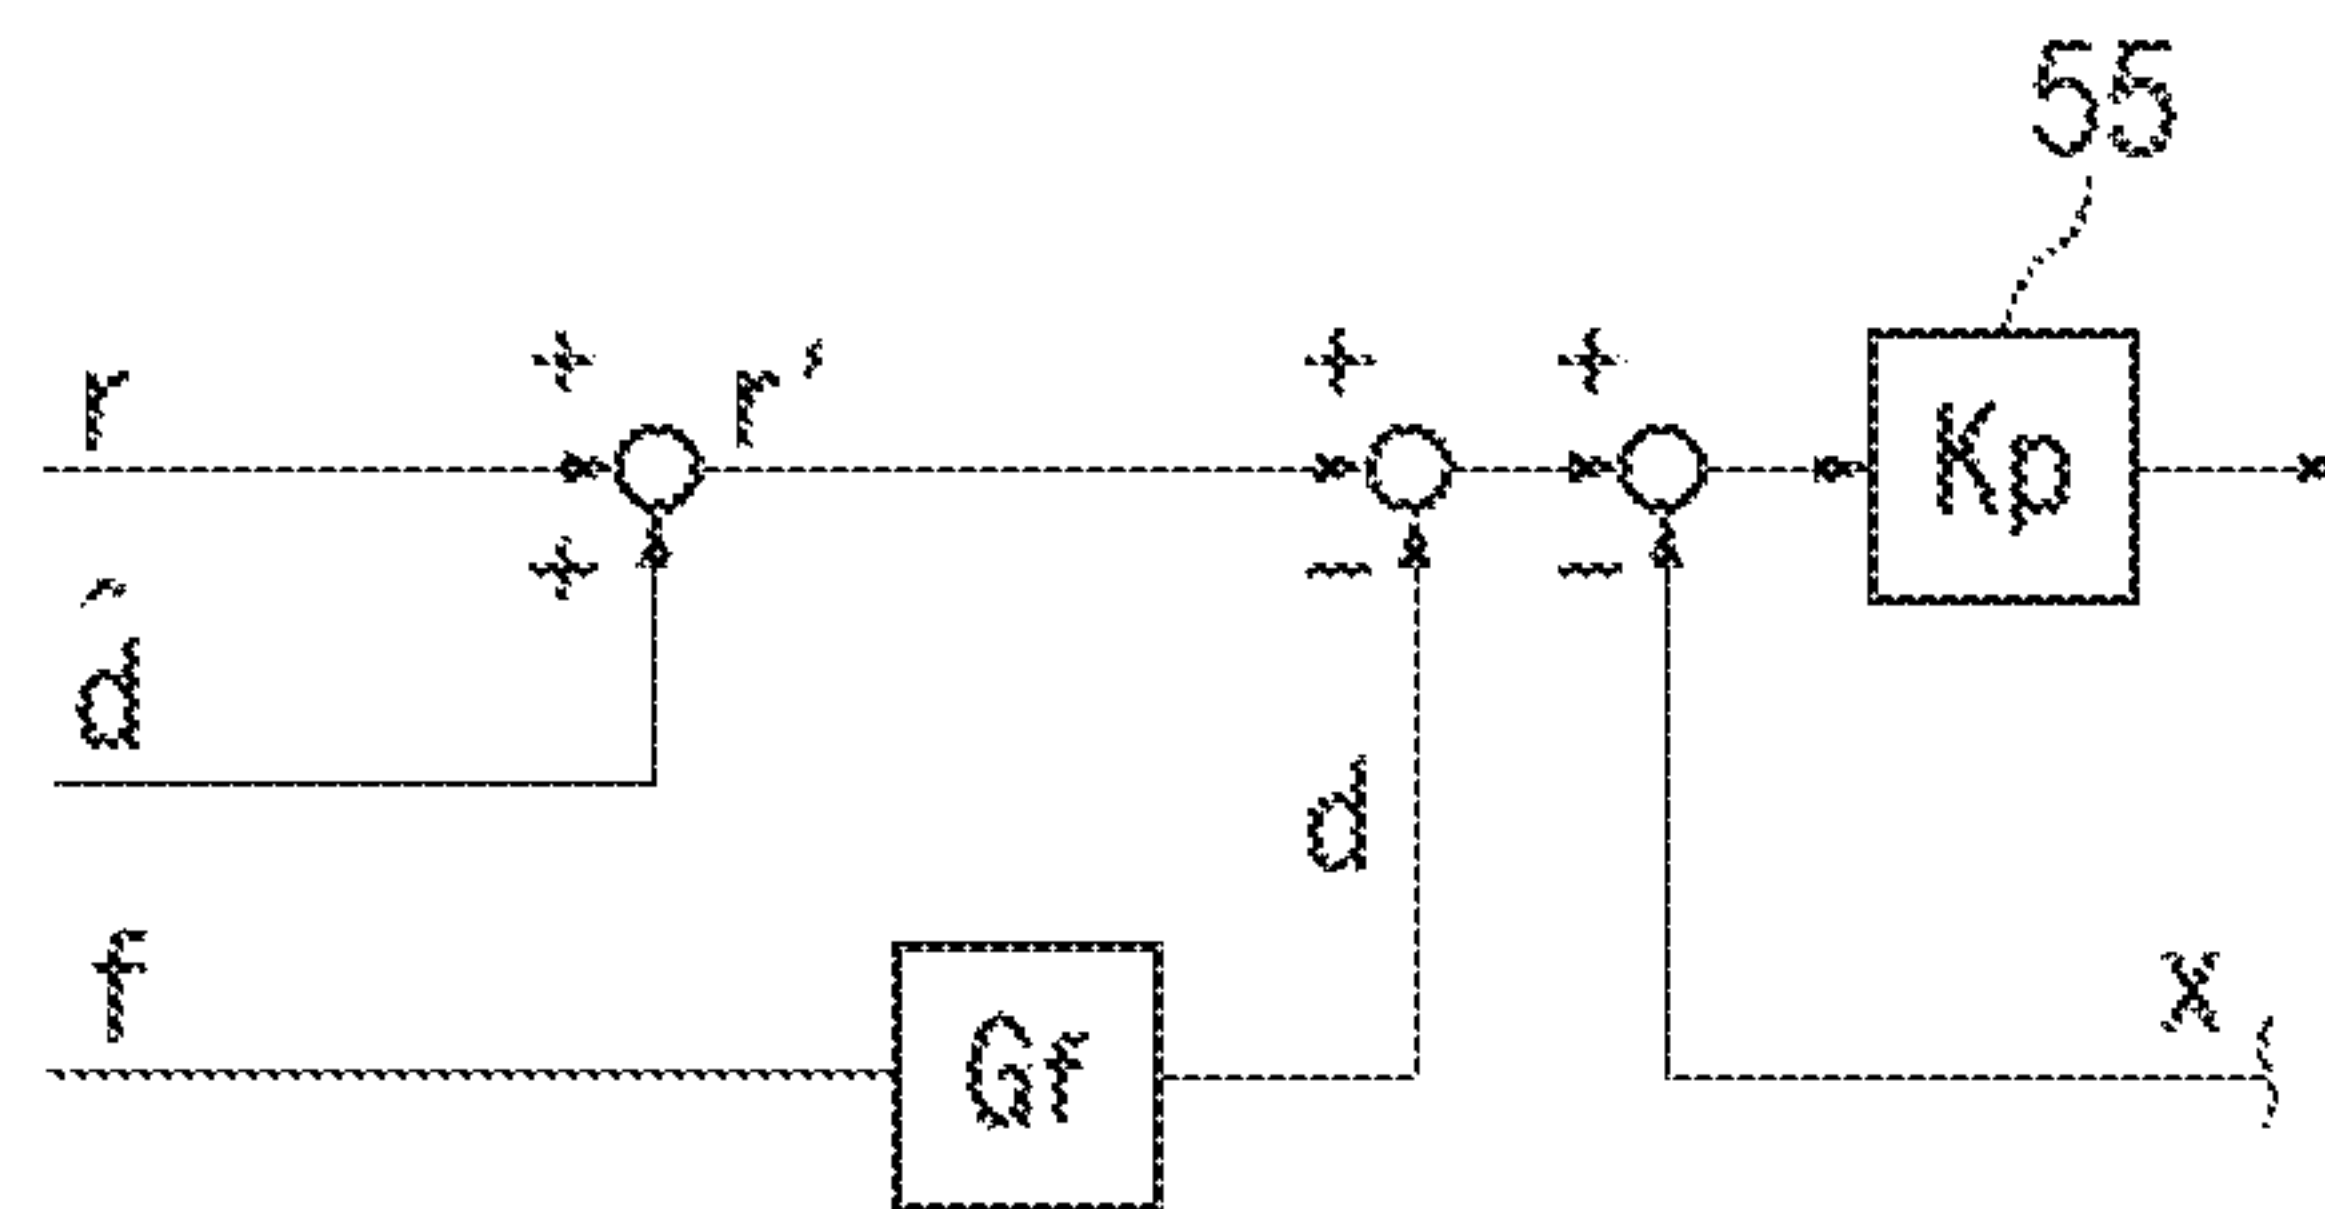 55
+ + +
r r' Kp
+ − −
d̂
d
f x
Gf